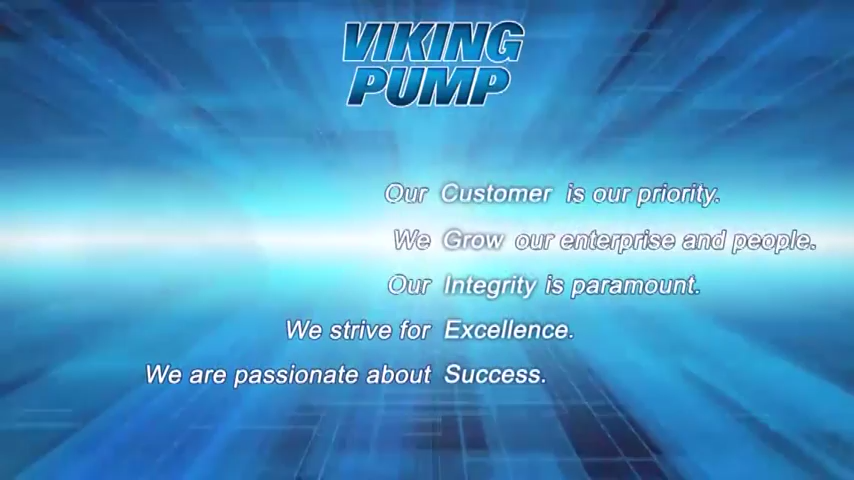 VIKING
PUMP
Our Customer is our priority.
We Grow our enterprise and people.
Our Integrity is paramount.
We strive for Excellence.
We are passionate about Success.